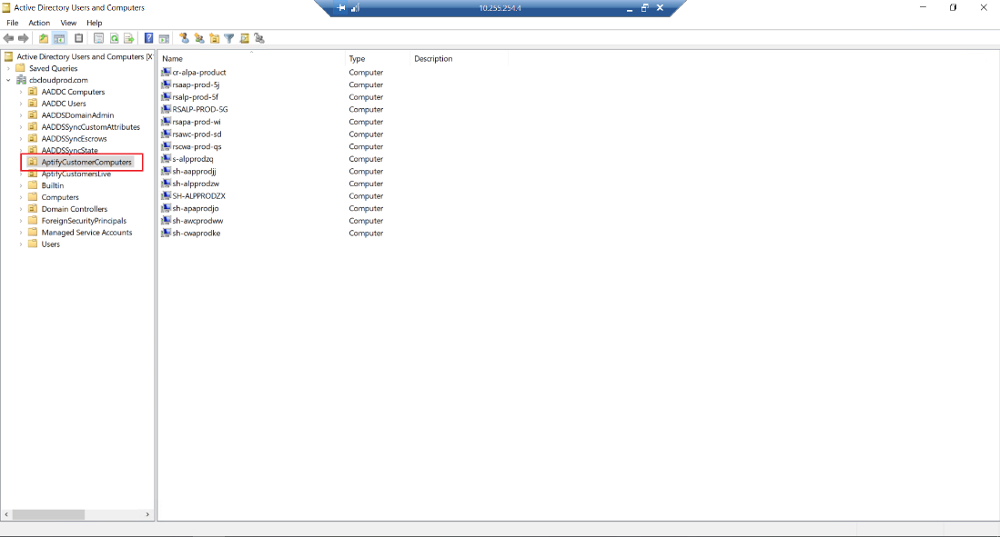 Active Directory Users and Computers
10.255.254.4
File Action View Help
Active Directory Users and Computers [X
Saved Queries
cbcloudprod.com
AADDC Computers
AADDC Users
AADDSDomainAdmin
AADDSSyncCustomAttributes
AADDSSyncEscrows
AADDSSyncState
AptifyCustomerComputers
AptifyCustomersLive
Builtin
Computers
Domain Controllers
ForeignSecurityPrincipals
Managed Service Accounts
Users
Name Type Description
cr-alpa-product Computer
rsaap-prod-5j Computer
rsalp-prod-5f Computer
RSALP-PROD-5G Computer
rsapa-prod-wi Computer
rsawc-prod-sd Computer
rscwa-prod-qs Computer
s-alpprodzq Computer
sh-aapprodjj Computer
sh-alpprodzw Computer
SH-ALPPRODZX Computer
sh-apaprodjo Computer
sh-awcprodww Computer
sh-cwaprodke Computer